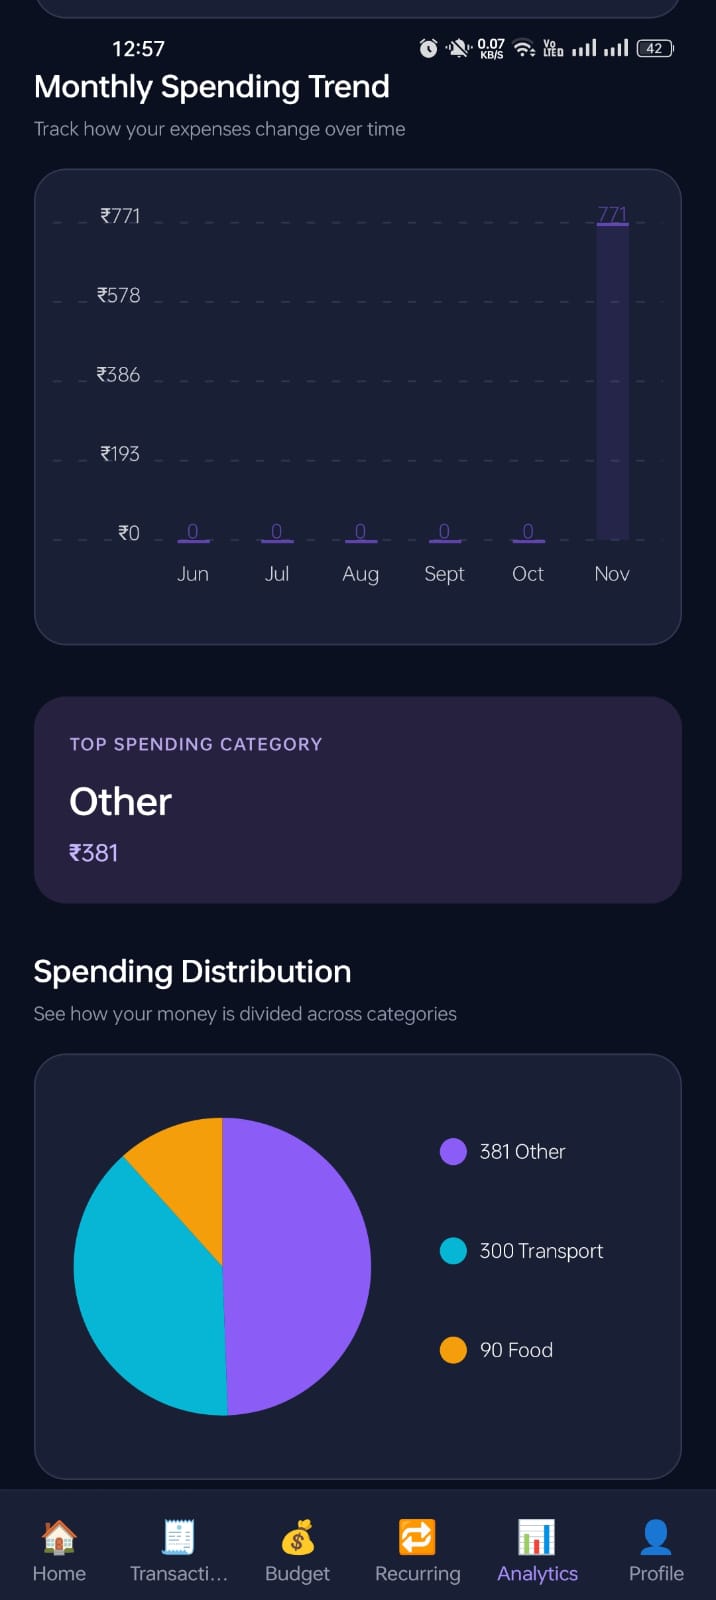 12:57 0.07 KB/S Vo LTED 42
Monthly Spending Trend
Track how your expenses change over time
₹771 771
₹578
₹386
₹193
₹0 0 0 0 0 0
Jun Jul Aug Sept Oct Nov
TOP SPENDING CATEGORY
Other
₹381
Spending Distribution
See how your money is divided across categories
381 Other
300 Transport
90 Food
Home Transacti... Budget Recurring Analytics Profile